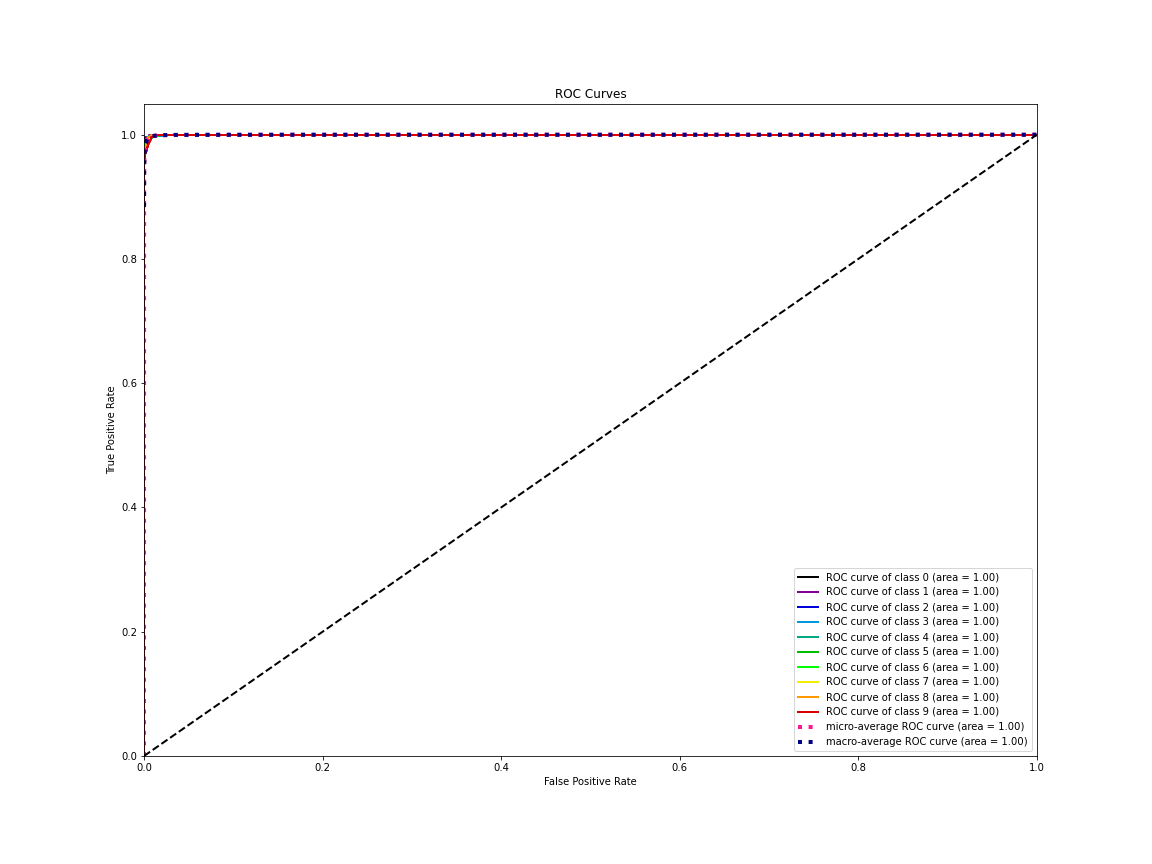 ROC Curves
1.0
0.8
0.6
0.4
0.2
0.0
True Positive Rate
0.0 0.2 0.4 0.6 0.8 1.0
False Positive Rate
ROC curve of class 0 (area = 1.00)
ROC curve of class 1 (area = 1.00)
ROC curve of class 2 (area = 1.00)
ROC curve of class 3 (area = 1.00)
ROC curve of class 4 (area = 1.00)
ROC curve of class 5 (area = 1.00)
ROC curve of class 6 (area = 1.00)
ROC curve of class 7 (area = 1.00)
ROC curve of class 8 (area = 1.00)
ROC curve of class 9 (area = 1.00)
micro-average ROC curve (area = 1.00)
macro-average ROC curve (area = 1.00)